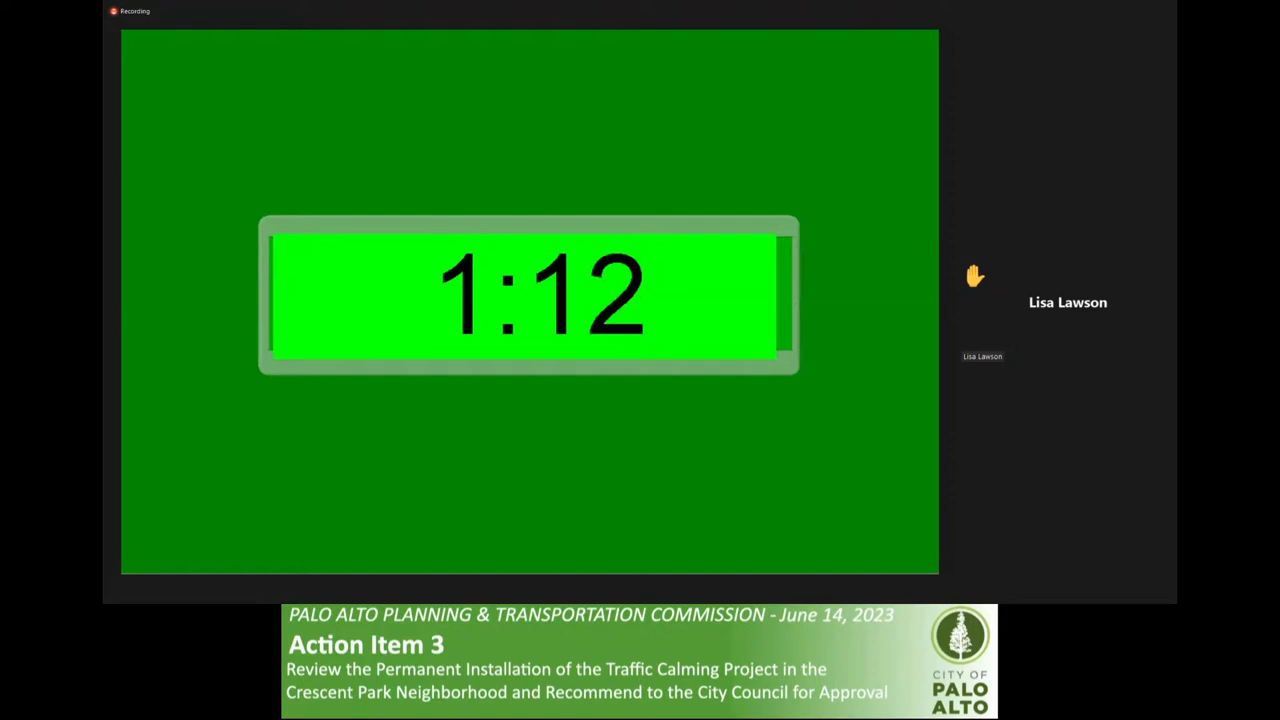 Recording
1:12
Lisa Lawson
Lisa Lawson
PALO ALTO PLANNING & TRANSPORTATION COMMISSION - June 14, 2023
Action Item 3
Review the Permanent Installation of the Traffic Calming Project in the
Crescent Park Neighborhood and Recommend to the City Council for Approval
CITY OF
PALO
ALTO